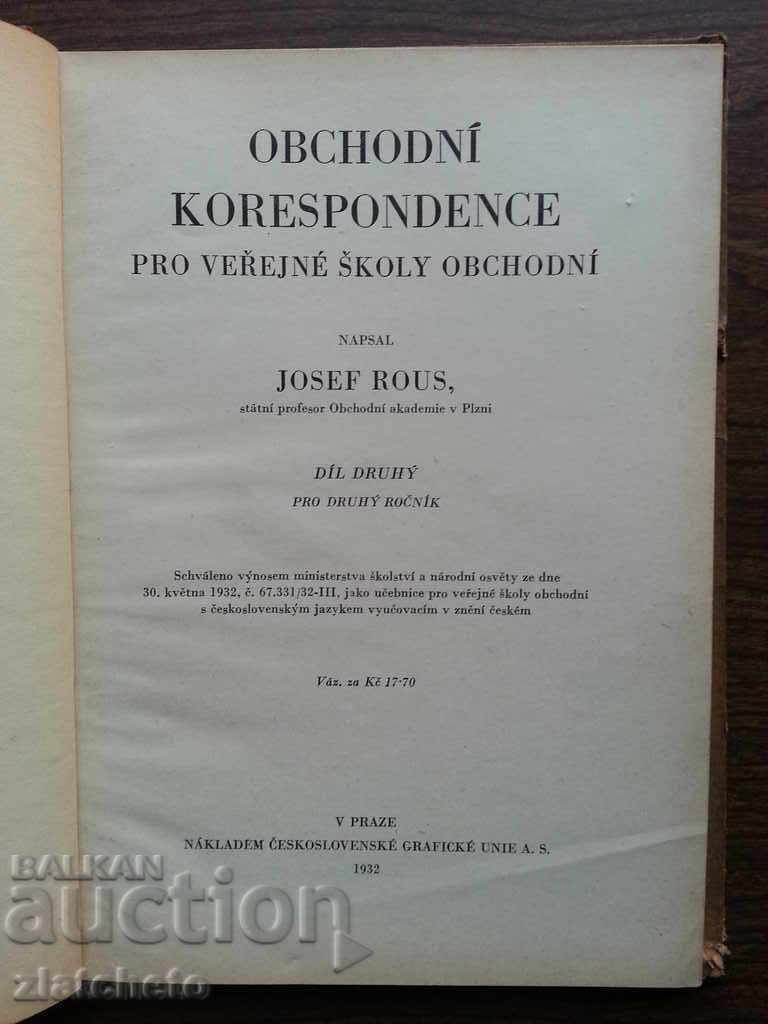 OBCHODNÍ
KORESPONDENCE
PRO VEŘEJNÉ ŠKOLY OBCHODNÍ
NAPSAL
JOSEF ROUS,
státní profesor Obchodní akademie v Plzni
DÍL DRUHÝ
PRO DRUHÝ ROČNÍK
Schváleno výnosem ministerstva školství a národní osvěty ze dne
30. května 1932, č. 67.331/32-III, jako učebnice pro veřejné školy obchodní
s československým jazykem vyučovacím v znění českém
Váz. za Kč 17·70
V PRAZE
NÁKLADEM ČESKOSLOVENSKÉ GRAFICKÉ UNIE A. S.
1932
BALKAN
auction
zlatcheto